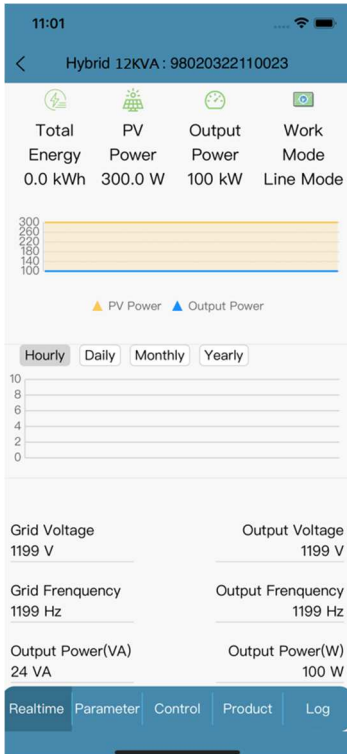 11:01
Hybrid 12KVA : 98020322110023
Total Energy PV Power Output Power Work Mode
0.0 kWh 300.0 W 100 kW Line Mode
300
260
220
180
140
100
PV Power Output Power
Hourly Daily Monthly Yearly
10
8
6
4
2
0
Grid Voltage Output Voltage
1199 V 1199 V
Grid Frenquency Output Frenquency
1199 Hz 1199 Hz
Output Power(VA) Output Power(W)
24 VA 100 W
Realtime Parameter Control Product Log